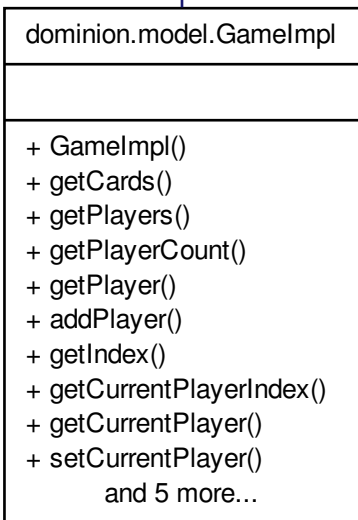 dominion.model.GameImpl
+ GameImpl()
+ getCards()
+ getPlayers()
+ getPlayerCount()
+ getPlayer()
+ addPlayer()
+ getIndex()
+ getCurrentPlayerIndex()
+ getCurrentPlayer()
+ setCurrentPlayer()
and 5 more...